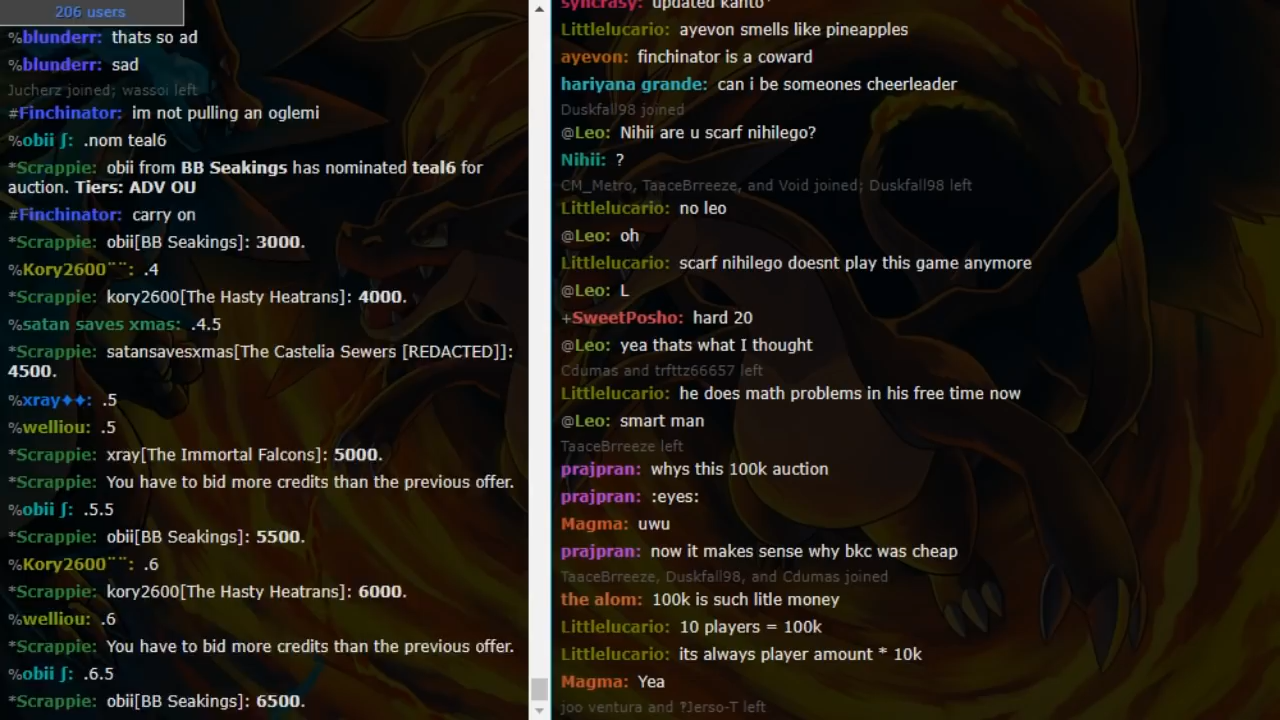 206 users
%blunderr: thats so ad
%blunderr: sad
Jucherz joined; wassoi left
#Finchinator: im not pulling an oglemi
%obii ʃ: .nom teal6
*Scrappie: obii from BB Seakings has nominated teal6 for
auction. Tiers: ADV OU
#Finchinator: carry on
*Scrappie: obii[BB Seakings]: 3000.
%Kory2600¨¨: .4
*Scrappie: kory2600[The Hasty Heatrans]: 4000.
%satan saves xmas: .4.5
*Scrappie: satansavesxmas[The Castelia Sewers [REDACTED]]:
4500.
%xray✦✦: .5
%welliou: .5
*Scrappie: xray[The Immortal Falcons]: 5000.
*Scrappie: You have to bid more credits than the previous offer.
%obii ʃ: .5.5
*Scrappie: obii[BB Seakings]: 5500.
%Kory2600¨¨: .6
*Scrappie: kory2600[The Hasty Heatrans]: 6000.
%welliou: .6
*Scrappie: You have to bid more credits than the previous offer.
%obii ʃ: .6.5
*Scrappie: obii[BB Seakings]: 6500.
syncrasy: updated kanto*
Littlelucario: ayevon smells like pineapples
ayevon: finchinator is a coward
hariyana grande: can i be someones cheerleader
Duskfall98 joined
@Leo: Nihii are u scarf nihilego?
Nihii: ?
CM_Metro, TaaceBrreeze, and Void joined; Duskfall98 left
Littlelucario: no leo
@Leo: oh
Littlelucario: scarf nihilego doesnt play this game anymore
@Leo: L
+SweetPosho: hard 20
@Leo: yea thats what I thought
Cdumas and trfttz66657 left
Littlelucario: he does math problems in his free time now
@Leo: smart man
TaaceBrreeze left
prajpran: whys this 100k auction
prajpran: :eyes:
Magma: uwu
prajpran: now it makes sense why bkc was cheap
TaaceBrreeze, Duskfall98, and Cdumas joined
the alom: 100k is such litle money
Littlelucario: 10 players = 100k
Littlelucario: its always player amount * 10k
Magma: Yea
joo ventura and ?Jerso-T left